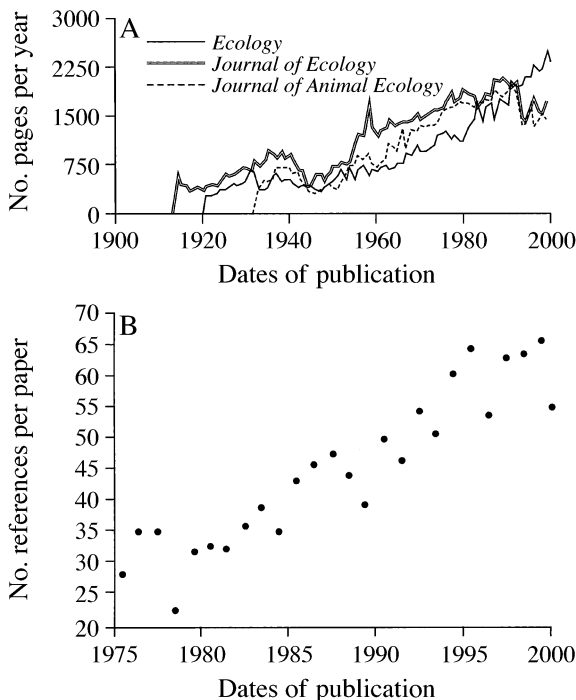 A
Ecology
Journal of Ecology
Journal of Animal Ecology
No. pages per year
3000
2250
1500
750
0
1900 1920 1940 1960 1980 2000
Dates of publication
B
No. references per paper
70
65
60
55
50
45
40
35
30
25
20
1975 1980 1985 1990 1995 2000
Dates of publication